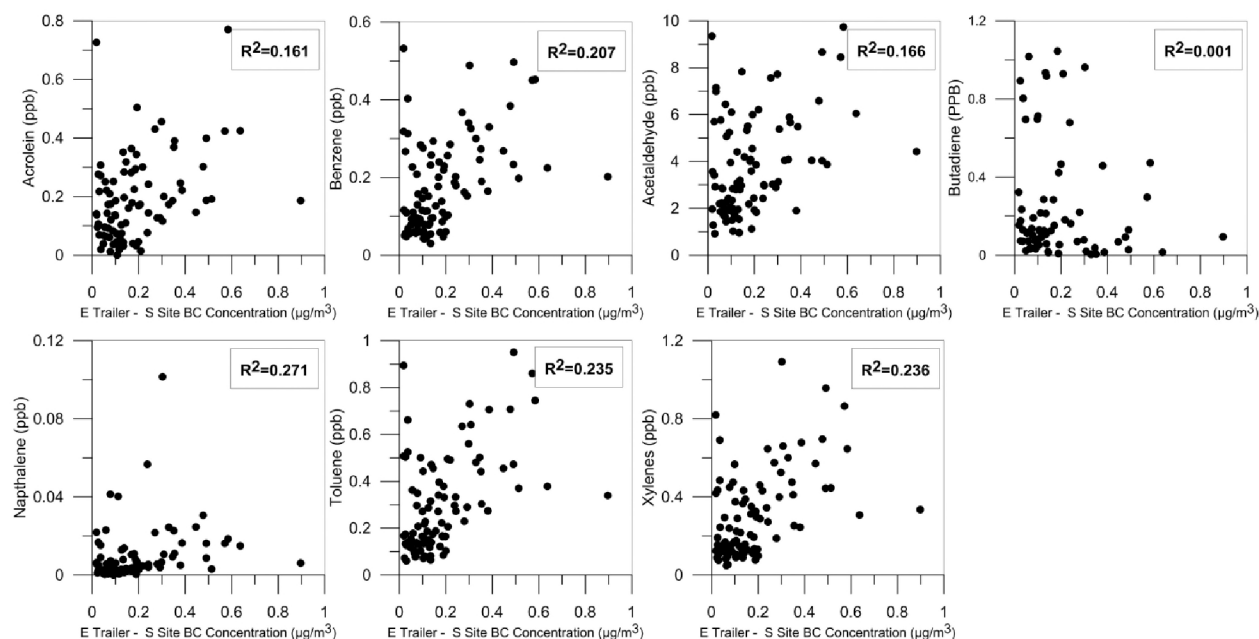 0.8
0.6
0.4
0.2
0
Acrolein (ppb)
R²=0.161
0 0.2 0.4 0.6 0.8 1
E Trailer - S Site BC Concentration (µg/m³)
0.6
0.4
0.2
0
Benzene (ppb)
R²=0.207
0 0.2 0.4 0.6 0.8 1
E Trailer - S Site BC Concentration (µg/m³)
10
8
6
4
2
0
Acetaldehyde (ppb)
R²=0.166
0 0.2 0.4 0.6 0.8 1
E Trailer - S Site BC Concentration (µg/m³)
1.2
0.8
0.4
0
Butadiene (PPB)
R²=0.001
0 0.2 0.4 0.6 0.8 1
E Trailer - S Site BC Concentration (µg/m³)
0.12
0.08
0.04
0
Napthalene (ppb)
R²=0.271
0 0.2 0.4 0.6 0.8 1
E Trailer - S Site BC Concentration (µg/m³)
1
0.8
0.6
0.4
0.2
0
Toluene (ppb)
R²=0.235
0 0.2 0.4 0.6 0.8 1
E Trailer - S Site BC Concentration (µg/m³)
1.2
0.8
0.4
0
Xylenes (ppb)
R²=0.236
0 0.2 0.4 0.6 0.8 1
E Trailer - S Site BC Concentration (µg/m³)